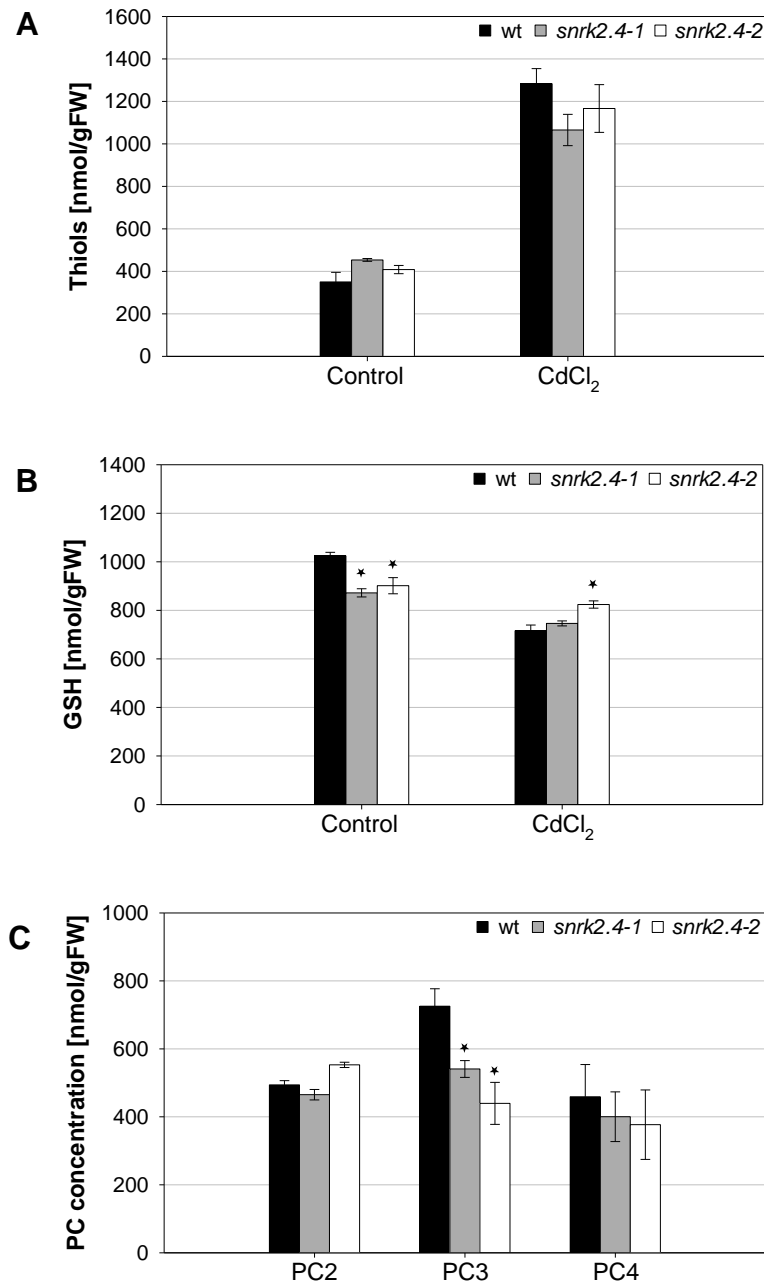 A
Thiols [nmol/gFW]
1600
1400
1200
1000
800
600
400
200
0
wt snrk2.4-1 snrk2.4-2
Control CdCl₂
B
GSH [nmol/gFW]
1400
1200
1000
800
600
400
200
0
wt snrk2.4-1 snrk2.4-2
Control CdCl₂
C
PC concentration [nmol/gFW]
1000
800
600
400
200
0
wt snrk2.4-1 snrk2.4-2
PC2 PC3 PC4